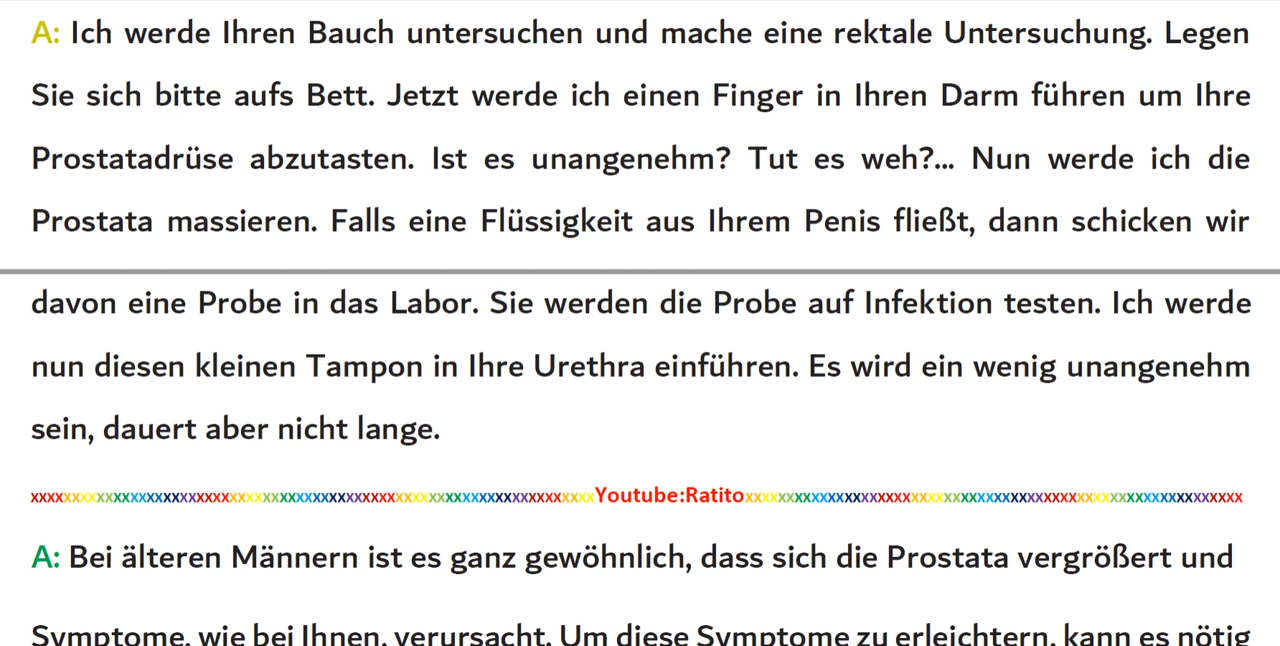 A: Ich werde Ihren Bauch untersuchen und mache eine rektale Untersuchung. Legen
Sie sich bitte aufs Bett. Jetzt werde ich einen Finger in Ihren Darm führen um Ihre
Prostatadrüse abzutasten. Ist es unangenehm? Tut es weh?... Nun werde ich die
Prostata massieren. Falls eine Flüssigkeit aus Ihrem Penis fließt, dann schicken wir
davon eine Probe in das Labor. Sie werden die Probe auf Infektion testen. Ich werde
nun diesen kleinen Tampon in Ihre Urethra einführen. Es wird ein wenig unangenehm
sein, dauert aber nicht lange.
xxxxxxxxxxxxxxxxxxxxxxxxxxxxxxxxxxxxxxxxxxxxxxxxxxxxxxxxxxxxxxxxxxxxYoutube:Ratitoxxxxxxxxxxxxxxxxxxxxxxxxxxxxxxxxxxxxxxxxxxxxxxxxxxxxxxxxxxxx
A: Bei älteren Männern ist es ganz gewöhnlich, dass sich die Prostata vergrößert und
Symptome, wie bei Ihnen, verursacht. Um diese Symptome zu erleichtern, kann es nötig